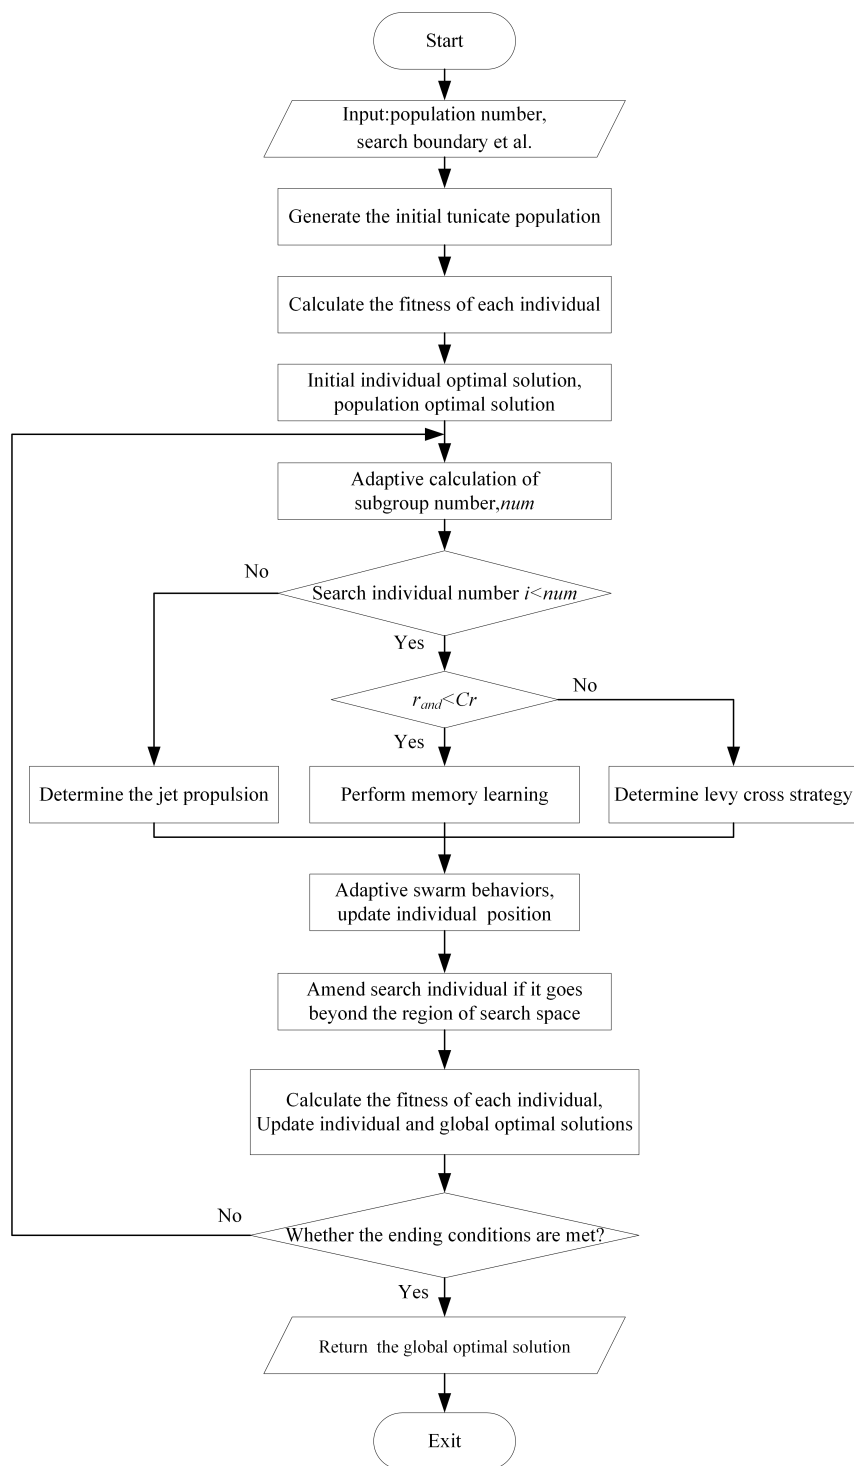 Start
Input:population number,
search boundary et al.
Generate the initial tunicate population
Calculate the fitness of each individual
Initial individual optimal solution,
population optimal solution
Adaptive calculation of
subgroup number,num
No
Search individual number i<num
Yes
rand<Cr
No
Yes
Determine the jet propulsion
Perform memory learning
Determine levy cross strategy
Adaptive swarm behaviors,
update individual position
Amend search individual if it goes
beyond the region of search space
Calculate the fitness of each individual,
Update individual and global optimal solutions
No
Whether the ending conditions are met?
Yes
Return the global optimal solution
Exit